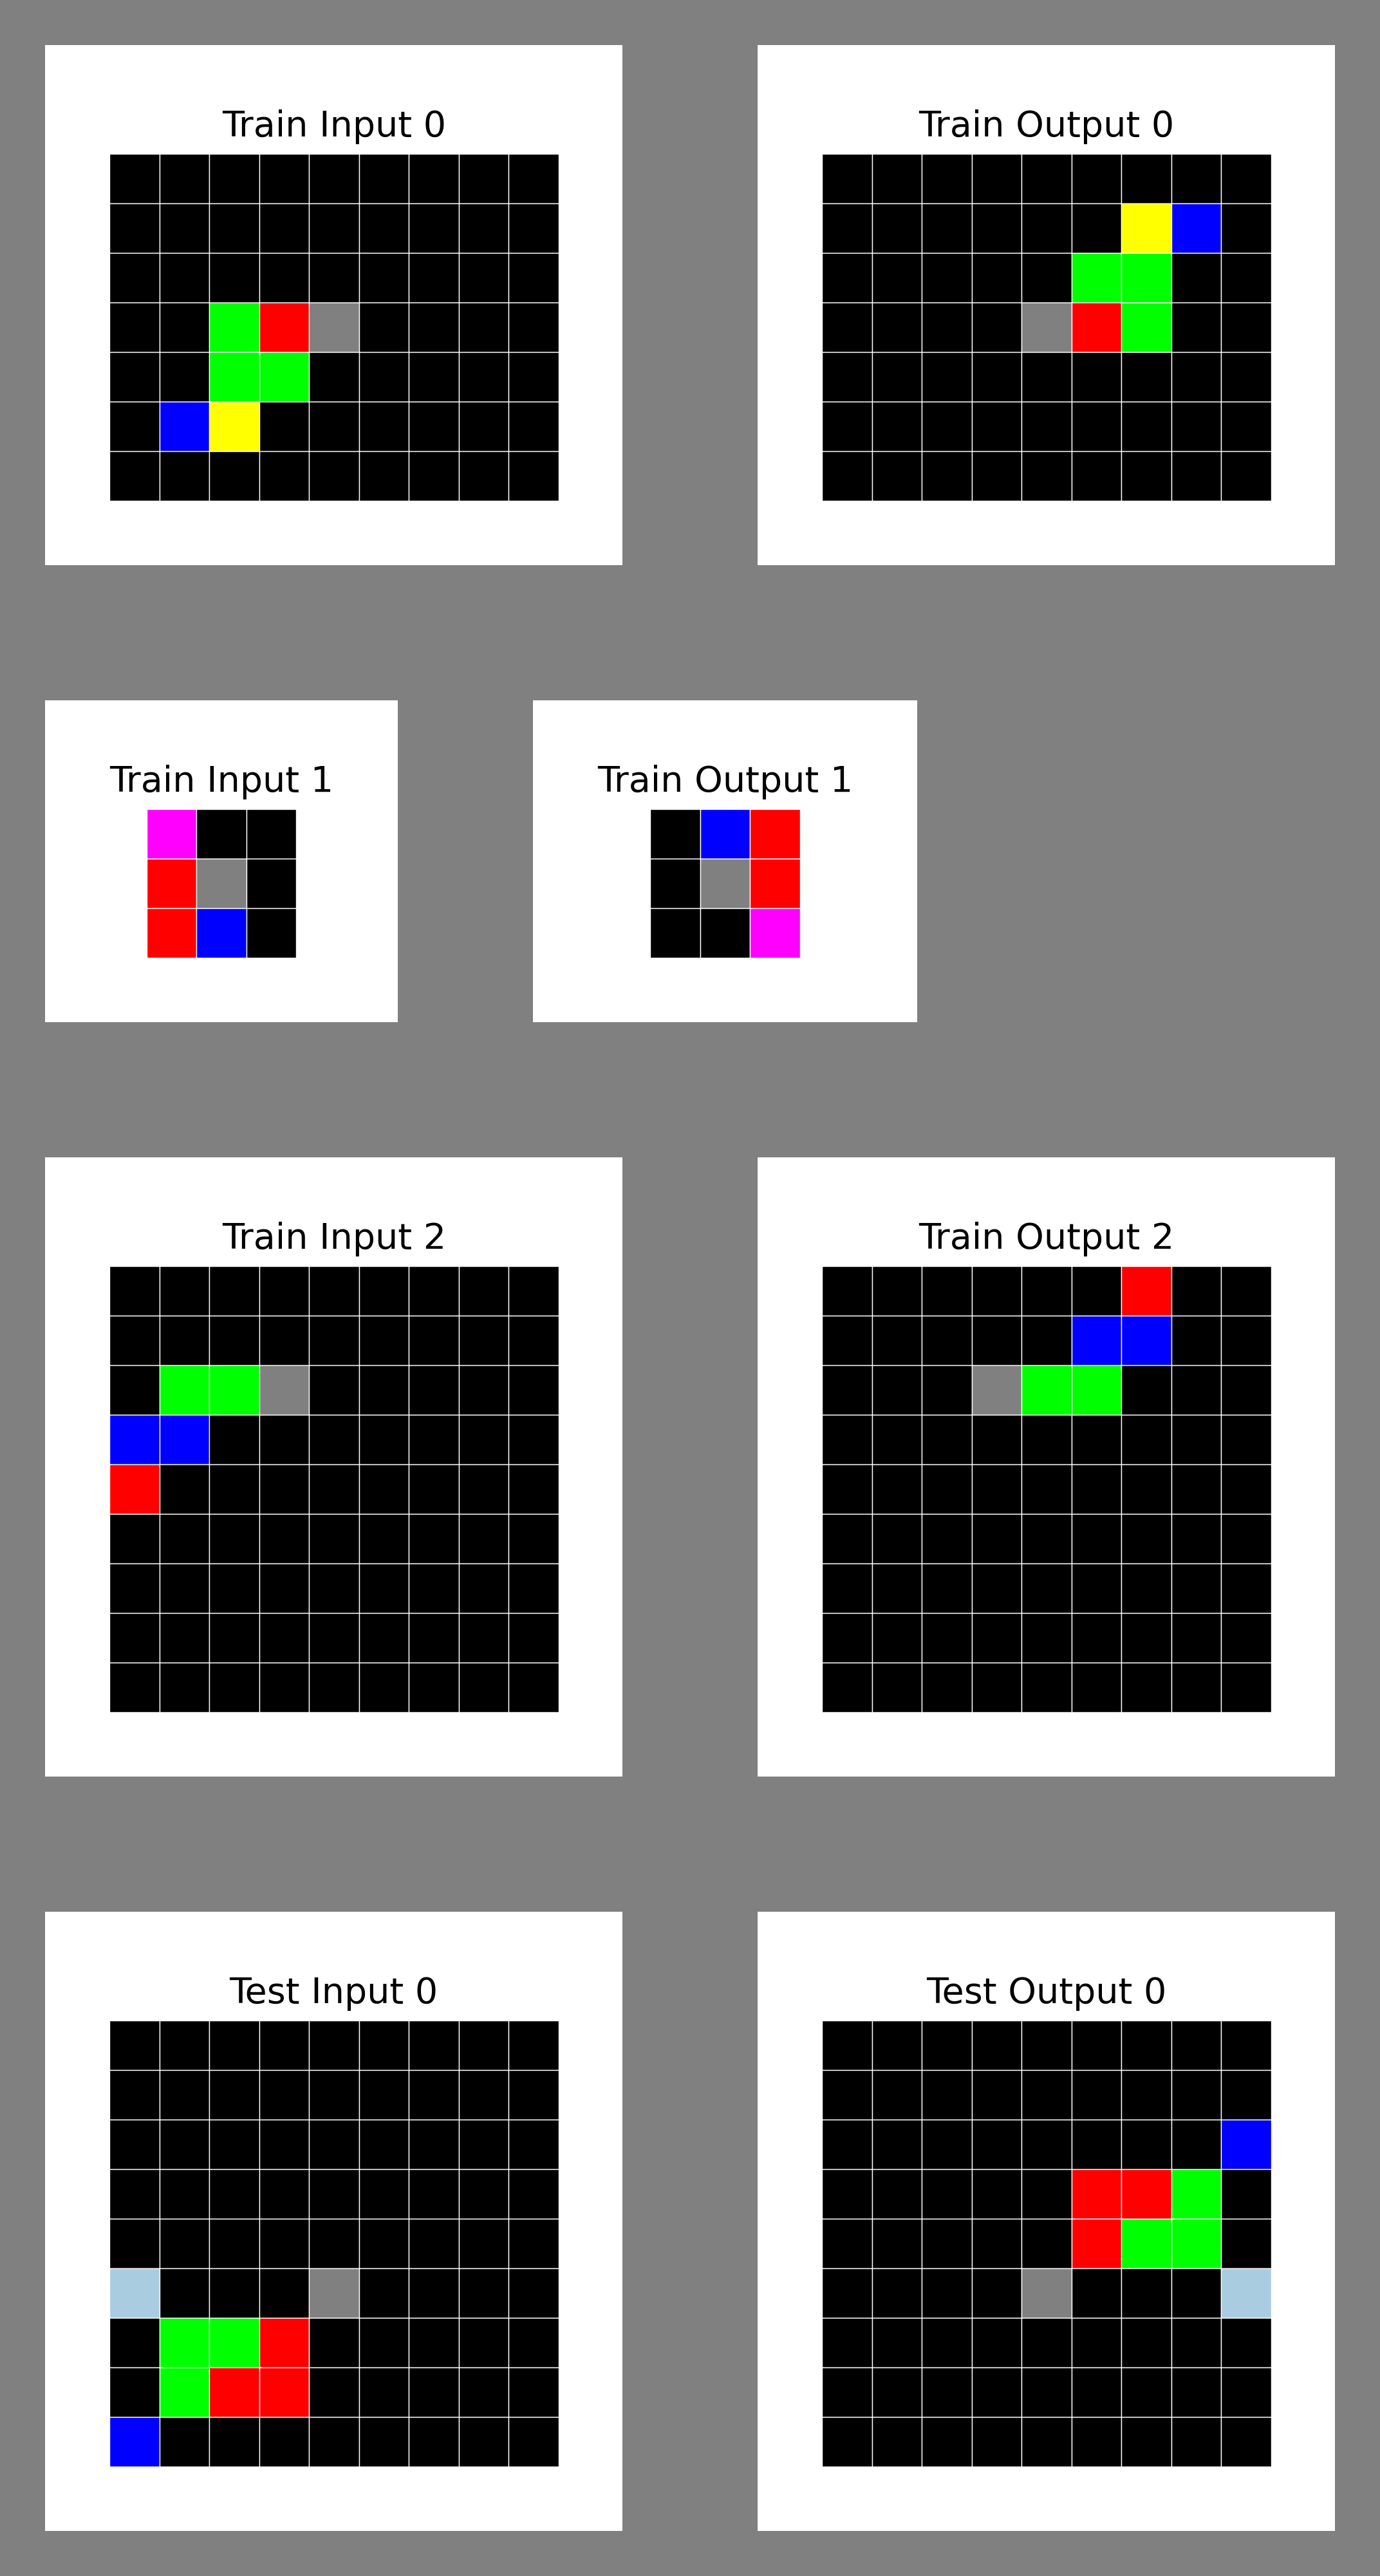 Train Input 0
Train Output 0
Train Input 1
Train Output 1
Train Input 2
Train Output 2
Test Input 0
Test Output 0